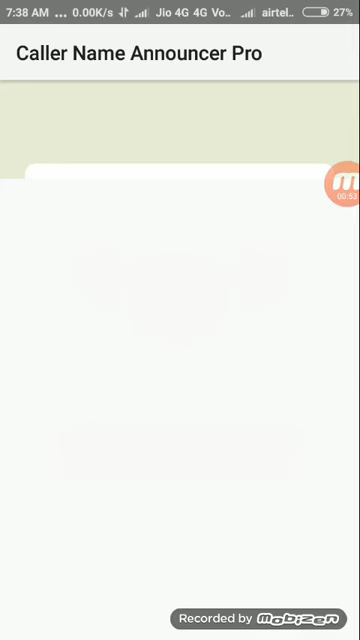 7:38 AM ... 0.00K/s Jio 4G 4G Vo.. airtel.. 27%
Caller Name Announcer Pro
00:53
Recorded by Mobizen